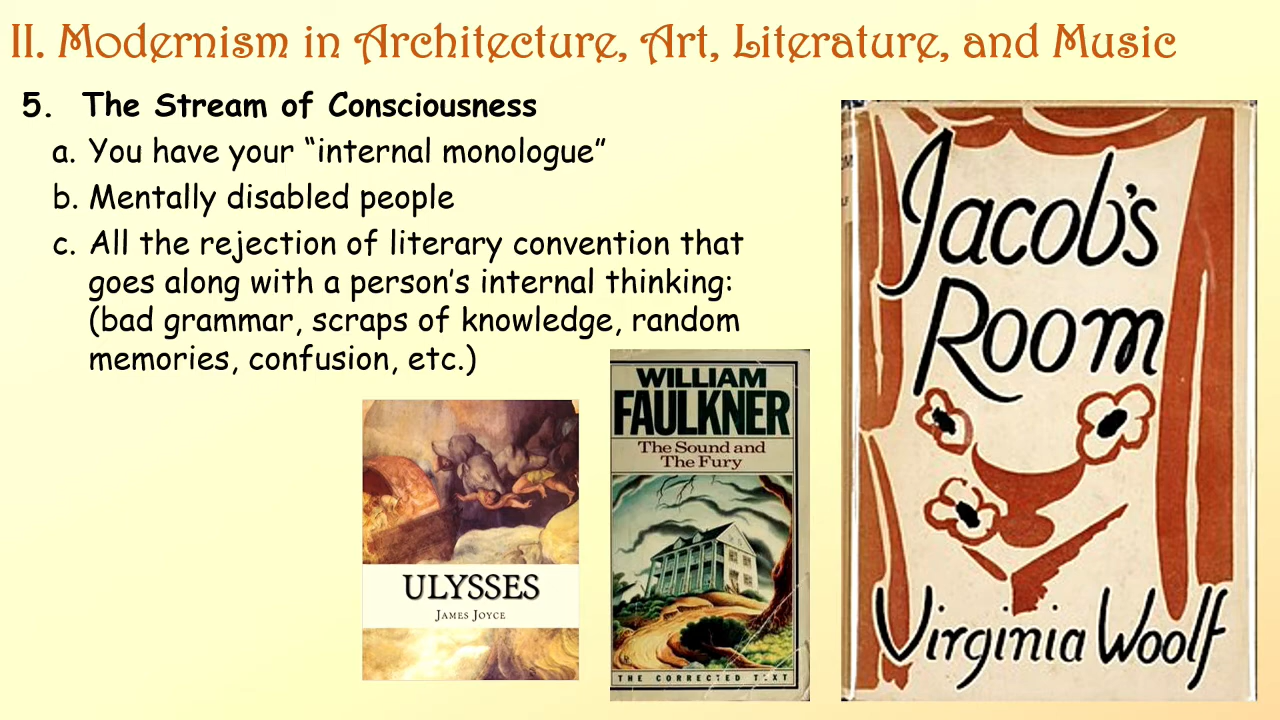 II. Modernism in Architecture, Art, Literature, and Music
5. The Stream of Consciousness
a. You have your “internal monologue”
b. Mentally disabled people
c. All the rejection of literary convention that
goes along with a person’s internal thinking:
(bad grammar, scraps of knowledge, random
memories, confusion, etc.)
ULYSSES
JAMES JOYCE
WILLIAM
FAULKNER
The Sound and
The Fury
THE CORRECTED TEXT
Jacob's
Room
Virginia Woolf